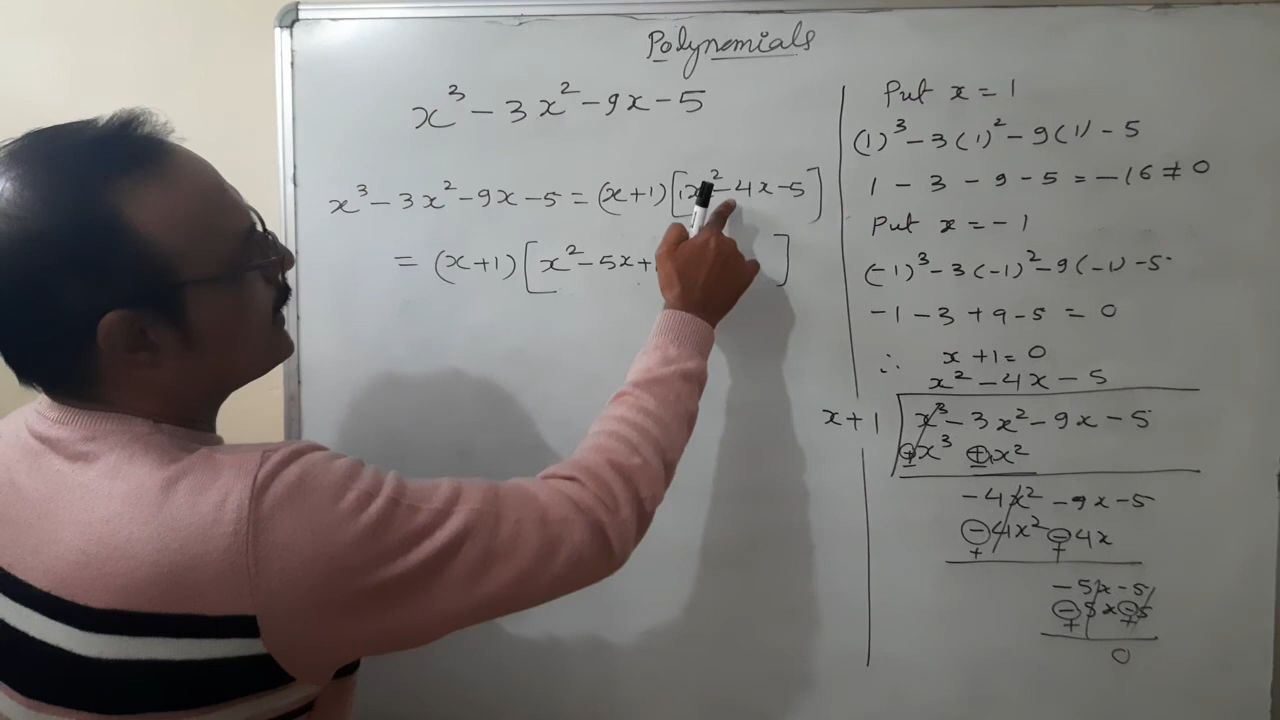 Polynomials
x³ - 3x² - 9x - 5
x³ - 3x² - 9x - 5 = (x+1)[x² - 4x - 5]
= (x+1)[x² - 5x + ]
Put x = 1
(1)³ - 3(1)² - 9(1) - 5
1 - 3 - 9 - 5 = -16 ≠ 0
Put x = -1
(-1)³ - 3(-1)² - 9(-1) - 5
-1 - 3 + 9 - 5 = 0
∴ x + 1 = 0
x² - 4x - 5
x + 1 x³ - 3x² - 9x - 5
+x³ +1x²
- -
-4x² - 9x - 5
-4x² - 4x
+ +
-5x - 5
-5x - 5
+ +
0